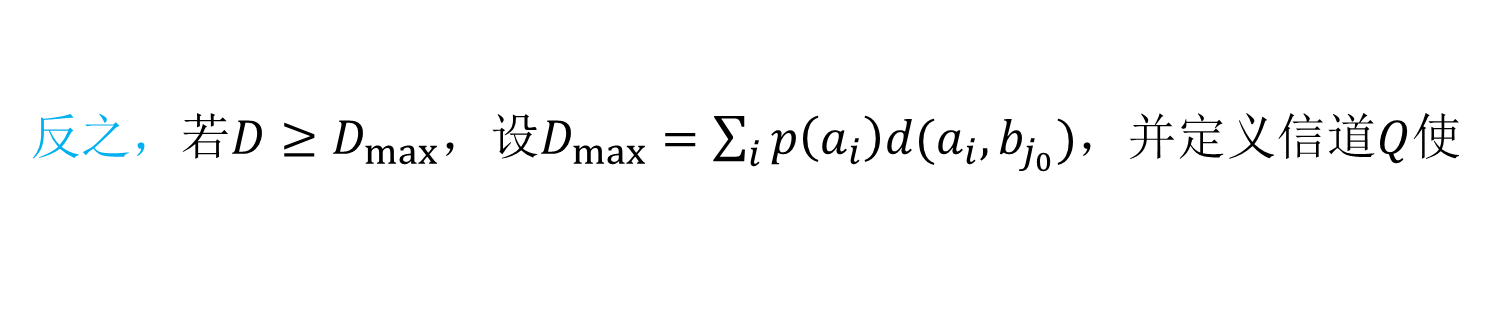 反之，若𝐷 ≥ 𝐷_max，设𝐷_max = ∑_𝑖 𝑝(𝑎_𝑖)𝑑(𝑎_𝑖, 𝑏_{𝑗_0})，并定义信道𝑄使